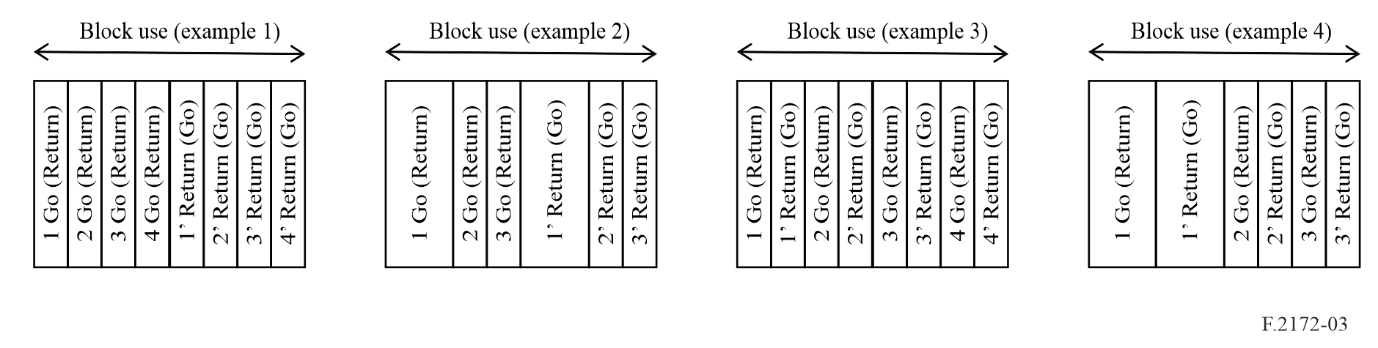 Block use (example 1)
1 Go (Return)
2 Go (Return)
3 Go (Return)
4 Go (Return)
1’ Return (Go)
2’ Return (Go)
3’ Return (Go)
4’ Return (Go)
Block use (example 2)
1 Go (Return)
2 Go (Return)
3 Go (Return)
1’ Return (Go)
2’ Return (Go)
3’ Return (Go)
Block use (example 3)
1 Go (Return)
1’ Return (Go)
2 Go (Return)
2’ Return (Go)
3 Go (Return)
3’ Return (Go)
4 Go (Return)
4’ Return (Go)
Block use (example 4)
1 Go (Return)
1’ Return (Go)
2 Go (Return)
2’ Return (Go)
3 Go (Return)
3’ Return (Go)
F.2172-03